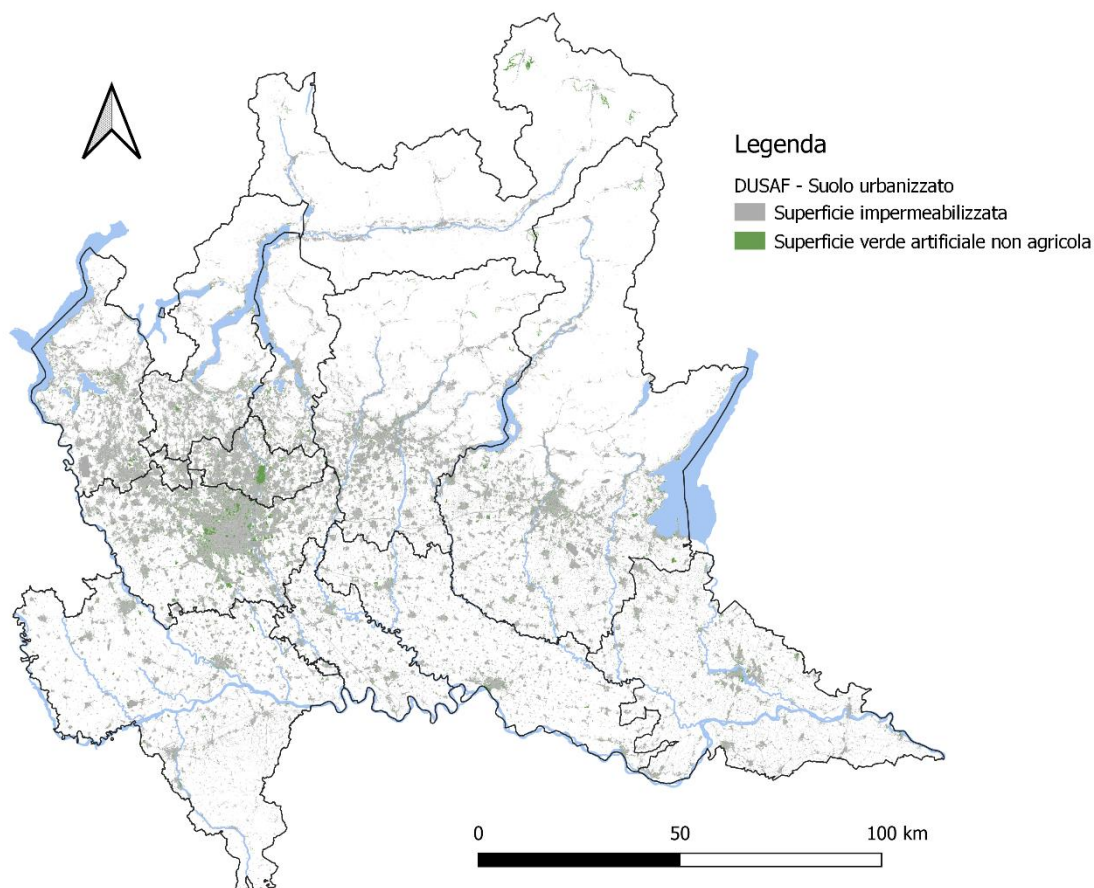 Legenda
DUSAF - Suolo urbanizzato
Superficie impermeabilizzata
Superficie verde artificiale non agricola
0 50 100 km